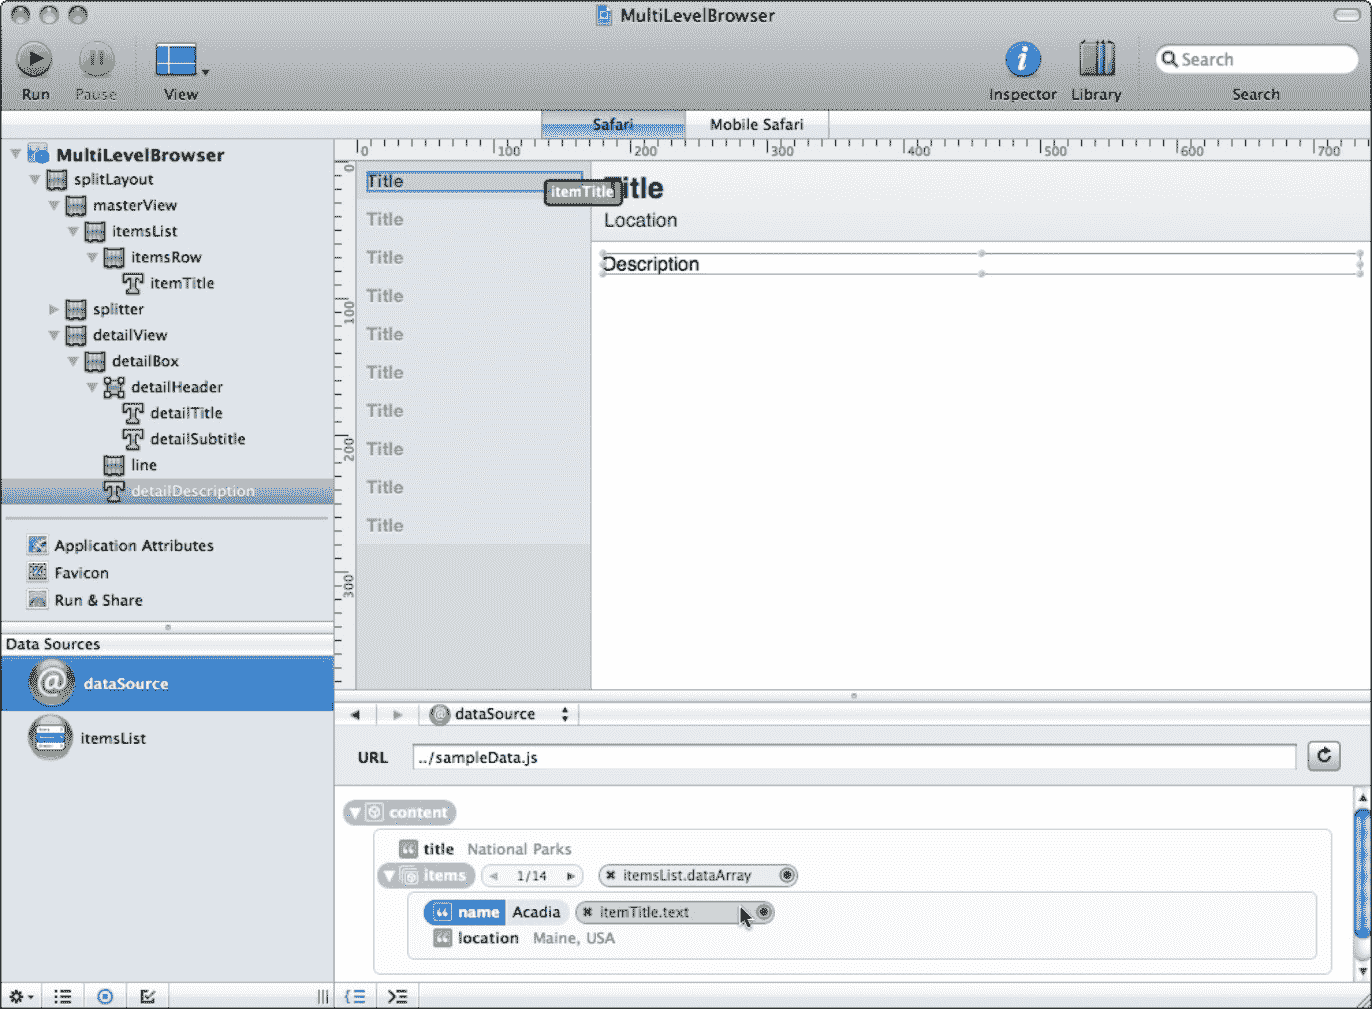 MultiLevelBrowser
Run
Pause
View
Inspector
Library
Search
Search
Safari
Mobile Safari
MultiLevelBrowser
splitLayout
masterView
itemsList
itemsRow
itemTitle
splitter
detailView
detailBox
detailHeader
detailTitle
detailSubtitle
line
detailDescription
Application Attributes
Favicon
Run & Share
Data Sources
dataSource
itemsList
0 100 200 300 400 500 600 700
0
100
200
300
Title
itemTitle
Title
Title
Title
Title
Title
Title
Title
Title
Title
Title
Location
Description
dataSource
URL ../sampleData.js
content
title National Parks
items 1/14 itemsList.dataArray
name Acadia itemTitle.text
location Maine, USA